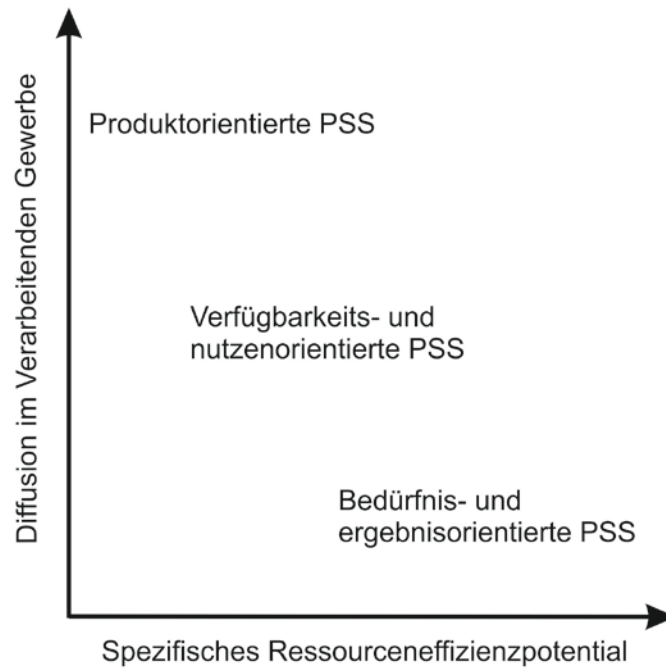 Diffusion im Verarbeitenden Gewerbe
Produktorientierte PSS
Verfügbarkeits- und
nutzenorientierte PSS
Bedürfnis- und
ergebnisorientierte PSS
Spezifisches Ressourceneffizienzpotential